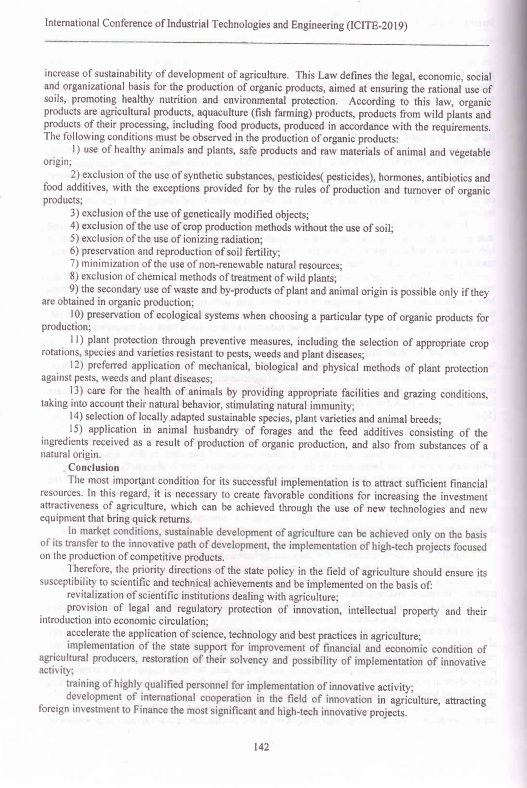 International Conference of Industrial Technologies and Engineering (ICITE-2019)
increase of sustainability of development of agriculture. This Law defines the legal, economic, social
and organizational basis for the production of organic products, aimed at ensuring the rational use of
soils, promoting healthy nutrition and environmental protection. According to this law, organic
products are agricultural products, aquaculture (fish farming) products, products from wild plants and
products of their processing, including food products, produced in accordance with the requirements.
The following conditions must be observed in the production of organic products:
1) use of healthy animals and plants, safe products and raw materials of animal and vegetable
origin;
2) exclusion of the use of synthetic substances, pesticides( pesticides), hormones, antibiotics and
food additives, with the exceptions provided for by the rules of production and turnover of organic
products;
3) exclusion of the use of genetically modified objects;
4) exclusion of the use of crop production methods without the use of soil;
5) exclusion of the use of ionizing radiation;
6) preservation and reproduction of soil fertility;
7) minimization of the use of non-renewable natural resources;
8) exclusion of chemical methods of treatment of wild plants;
9) the secondary use of waste and by-products of plant and animal origin is possible only if they
are obtained in organic production;
10) preservation of ecological systems when choosing a particular type of organic products for
production;
11) plant protection through preventive measures, including the selection of appropriate crop
rotations, species and varieties resistant to pests, weeds and plant diseases;
12) preferred application of mechanical, biological and physical methods of plant protection
against pests, weeds and plant diseases;
13) care for the health of animals by providing appropriate facilities and grazing conditions,
taking into account their natural behavior, stimulating natural immunity;
14) selection of locally adapted sustainable species, plant varieties and animal breeds;
15) application in animal husbandry of forages and the feed additives consisting of the
ingredients received as a result of production of organic production, and also from substances of a
natural origin.
Conclusion
The most important condition for its successful implementation is to attract sufficient financial
resources. In this regard, it is necessary to create favorable conditions for increasing the investment
attractiveness of agriculture, which can be achieved through the use of new technologies and new
equipment that bring quick returns.
In market conditions, sustainable development of agriculture can be achieved only on the basis
of its transfer to the innovative path of development, the implementation of high-tech projects focused
on the production of competitive products.
Therefore, the priority directions of the state policy in the field of agriculture should ensure its
susceptibility to scientific and technical achievements and be implemented on the basis of:
revitalization of scientific institutions dealing with agriculture;
provision of legal and regulatory protection of innovation, intellectual property and their
introduction into economic circulation;
accelerate the application of science, technology and best practices in agriculture;
implementation of the state support for improvement of financial and economic condition of
agricultural producers, restoration of their solvency and possibility of implementation of innovative
activity;
training of highly qualified personnel for implementation of innovative activity;
development of international cooperation in the field of innovation in agriculture, attracting
foreign investment to Finance the most significant and high-tech innovative projects.
142